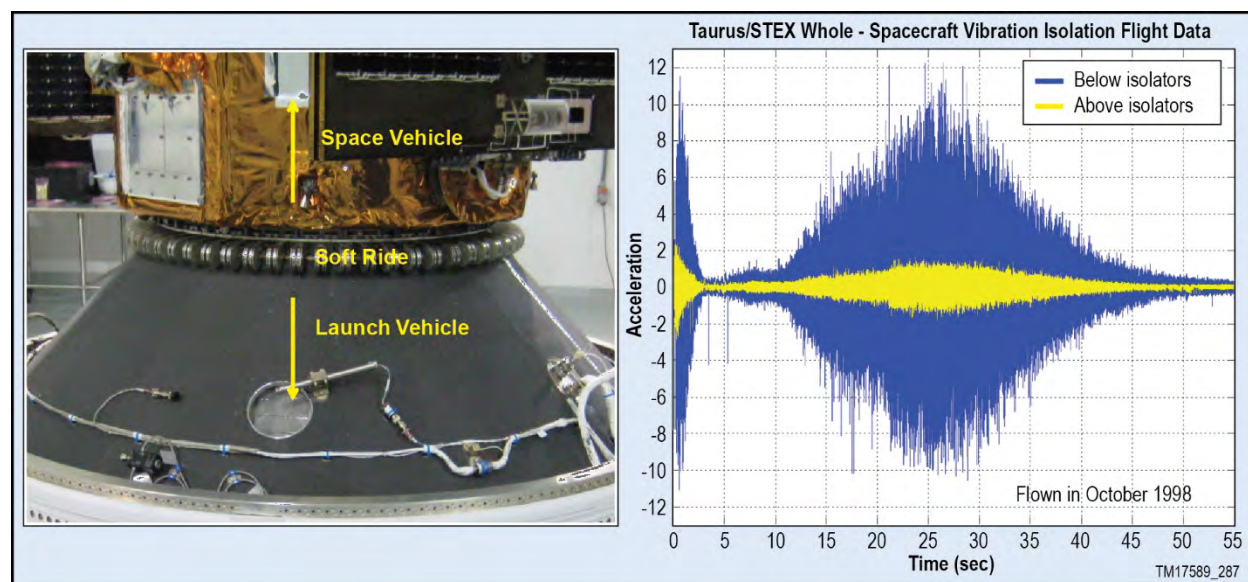 Space Vehicle
Soft Ride
Launch Vehicle
Taurus/STEX Whole - Spacecraft Vibration Isolation Flight Data
Below isolators
Above isolators
Acceleration
12
10
8
6
4
2
0
-2
-4
-6
-8
-10
-12
Flown in October 1998
0 5 10 15 20 25 30 35 40 45 50 55
Time (sec)
TM17589_287